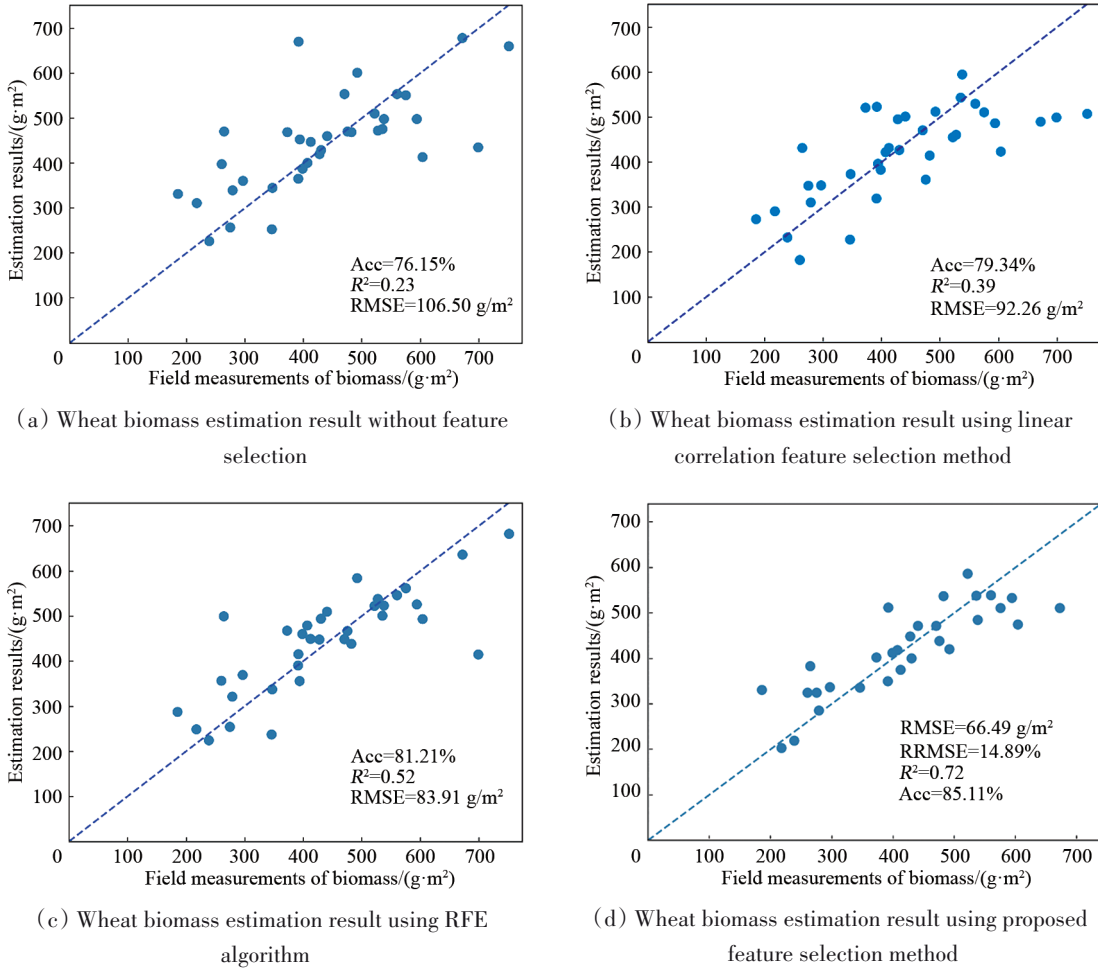 700
600
500
400
300
200
100
0
100
200
300
400
500
600
700
Estimation results/(g·m²)
Field measurements of biomass/(g·m²)
Acc=76.15%
R²=0.23
RMSE=106.50 g/m²
(a) Wheat biomass estimation result without feature
selection
700
600
500
400
300
200
100
0
100
200
300
400
500
600
700
Estimation results/(g·m²)
Field measurements of biomass/(g·m²)
Acc=79.34%
R²=0.39
RMSE=92.26 g/m²
(b) Wheat biomass estimation result using linear
correlation feature selection method
700
600
500
400
300
200
100
0
100
200
300
400
500
600
700
Estimation results/(g·m²)
Field measurements of biomass/(g·m²)
Acc=81.21%
R²=0.52
RMSE=83.91 g/m²
(c) Wheat biomass estimation result using RFE
algorithm
700
600
500
400
300
200
100
0
100
200
300
400
500
600
700
Estimation results/(g·m²)
Field measurements of biomass/(g·m²)
RMSE=66.49 g/m²
RRMSE=14.89%
R²=0.72
Acc=85.11%
(d) Wheat biomass estimation result using proposed
feature selection method